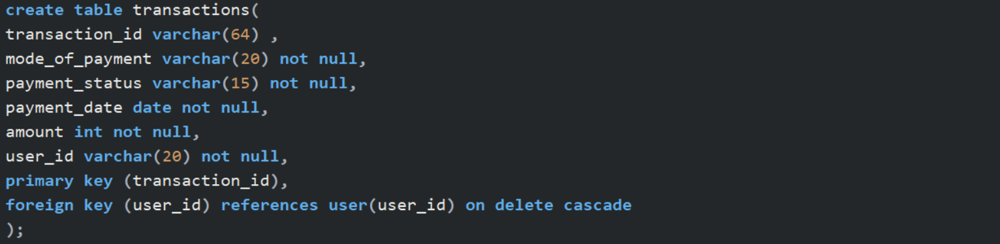 create table transactions(
transaction_id varchar(64) ,
mode_of_payment varchar(20) not null,
payment_status varchar(15) not null,
payment_date date not null,
amount int not null,
user_id varchar(20) not null,
primary key (transaction_id),
foreign key (user_id) references user(user_id) on delete cascade
);